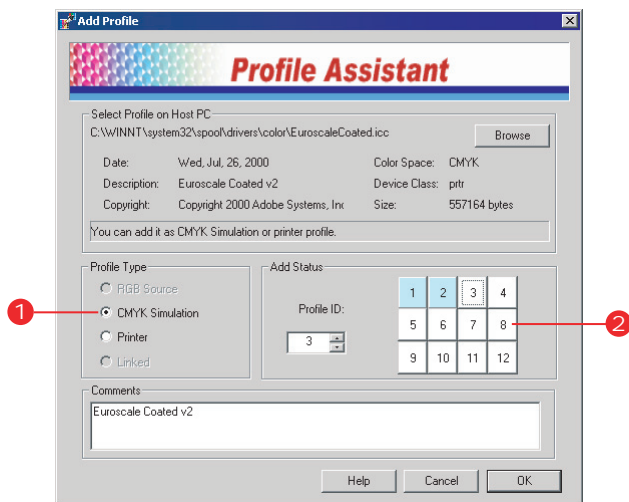 Add Profile
Profile Assistant
Select Profile on Host PC
C:\WINNT\system32\spool\drivers\color\EuroscaleCoated.icc
Browse
Date: Wed, Jul, 26, 2000 Color Space: CMYK
Description: Euroscale Coated v2 Device Class: prtr
Copyright: Copyright 2000 Adobe Systems, Inc Size: 557164 bytes
You can add it as CMYK Simulation or printer profile.
Profile Type
RGB Source
1 CMYK Simulation
Printer
Linked
Add Status
Profile ID:
3
1 2 3 4
5 6 7 8 2
9 10 11 12
Comments
Euroscale Coated v2
Help Cancel OK